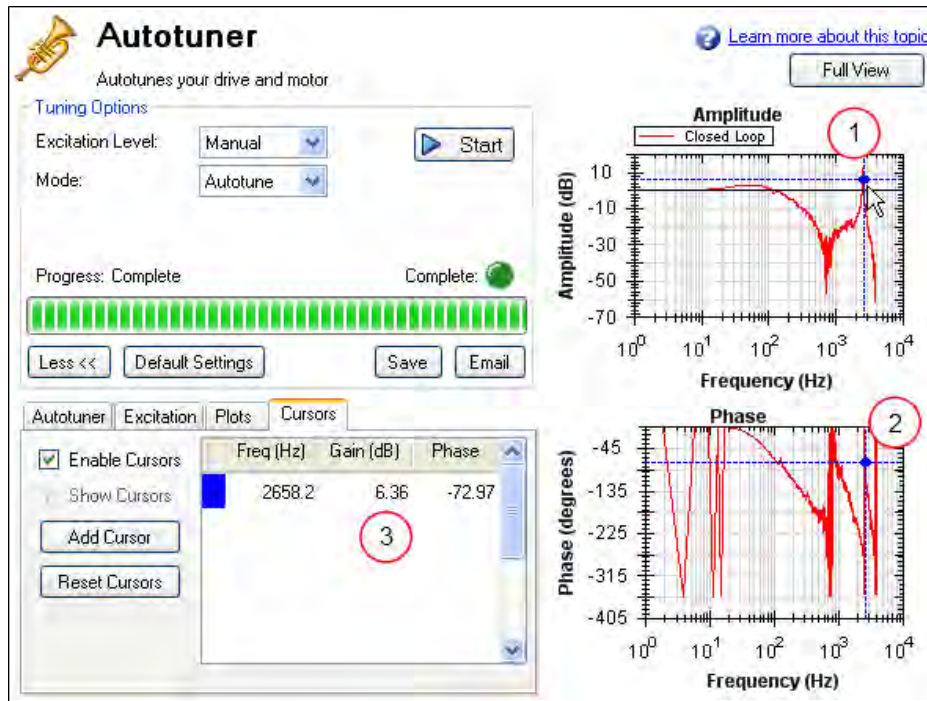 Autotuner
Autotunes your drive and motor
Learn more about this topic
Full View
Tuning Options
Excitation Level:
Manual
Start
Mode:
Autotune
Progress: Complete
Complete:
Less <<
Default Settings
Save
Email
Amplitude
Closed Loop
1
Amplitude (dB)
10
-10
-30
-50
-70
10^0
10^1
10^2
10^3
10^4
Frequency (Hz)
Autotuner
Excitation
Plots
Cursors
Enable Cursors
Show Cursors
Add Cursor
Reset Cursors
Freq (Hz) Gain (dB) Phase
2658.2 6.36 -72.97
3
Phase
2
Phase (degrees)
-45
-135
-225
-315
-405
10^0
10^1
10^2
10^3
10^4
Frequency (Hz)